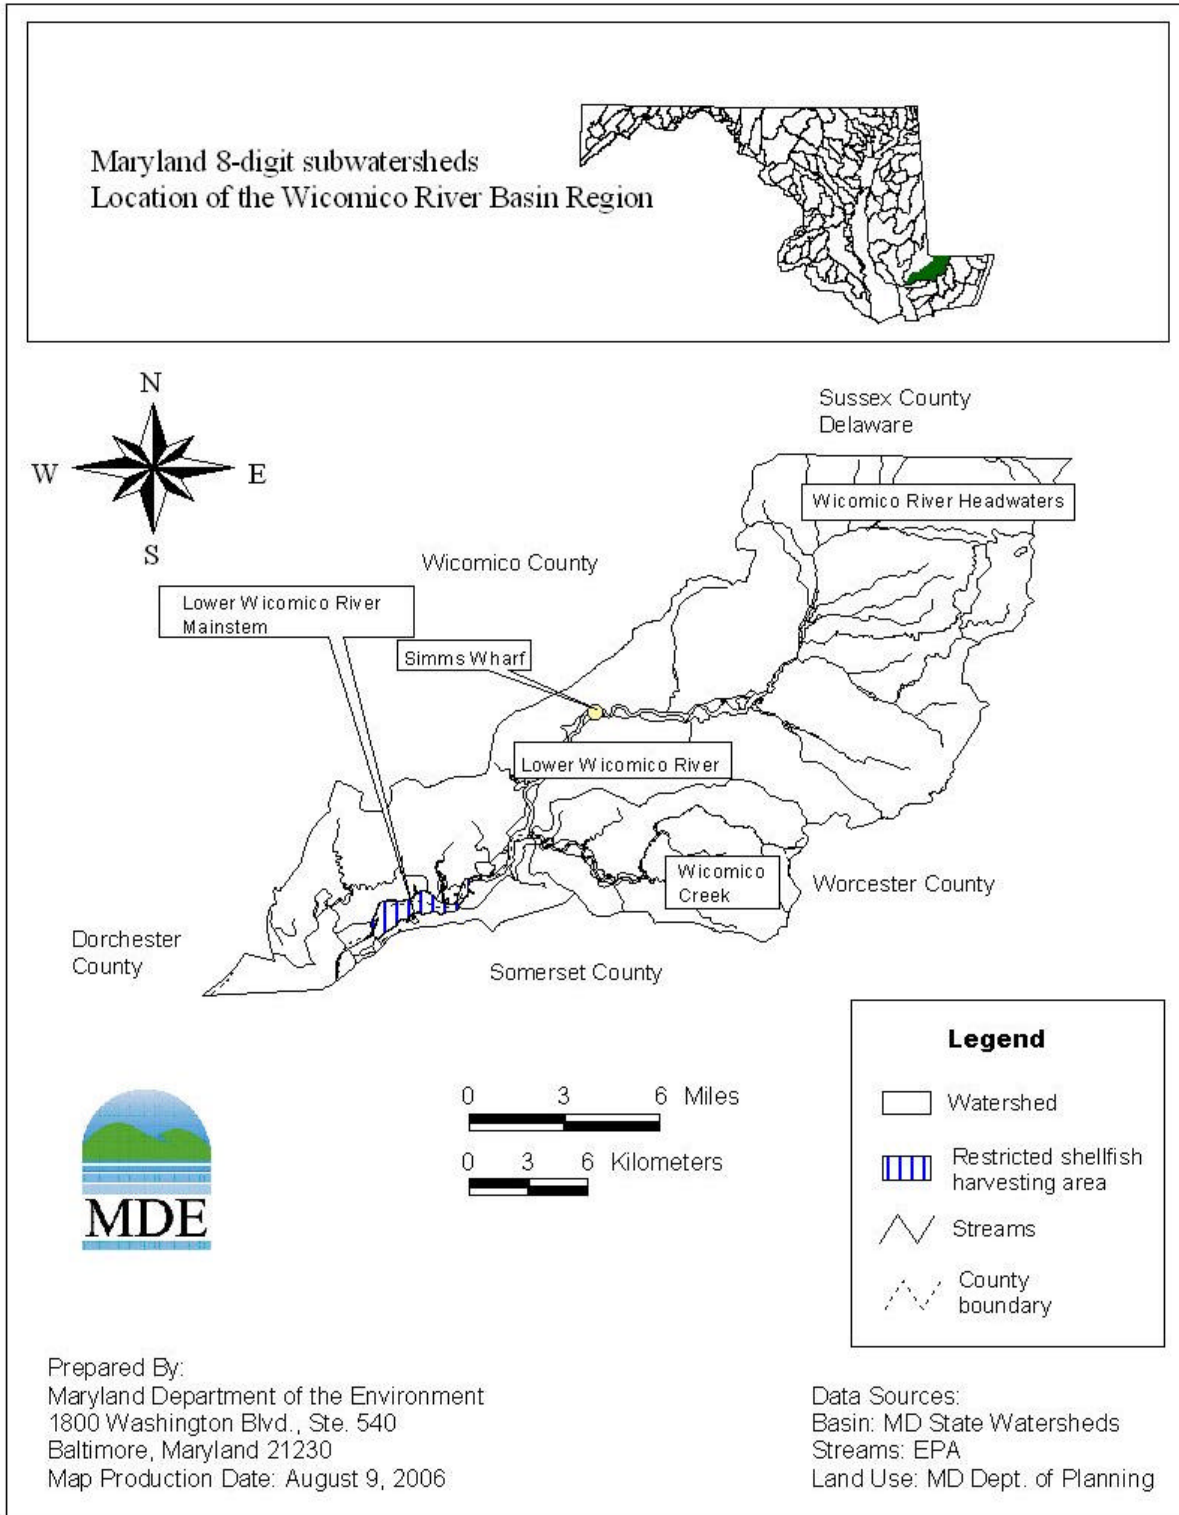 Maryland 8-digit subwatersheds
Location of the Wicomico River Basin Region
N
W
E
S
Sussex County
Delaware
Wicomico River Headwaters
Wicomico County
Lower Wicomico River
Mainstem
Simms Wharf
Lower Wicomico River
Wicomico
Creek
Worcester County
Dorchester
County
Somerset County
Legend
Watershed
Restricted shellfish
harvesting area
Streams
County
boundary
0 3 6 Miles
0 3 6 Kilometers
MDE
Prepared By:
Maryland Department of the Environment
1800 Washington Blvd., Ste. 540
Baltimore, Maryland 21230
Map Production Date: August 9, 2006
Data Sources:
Basin: MD State Watersheds
Streams: EPA
Land Use: MD Dept. of Planning